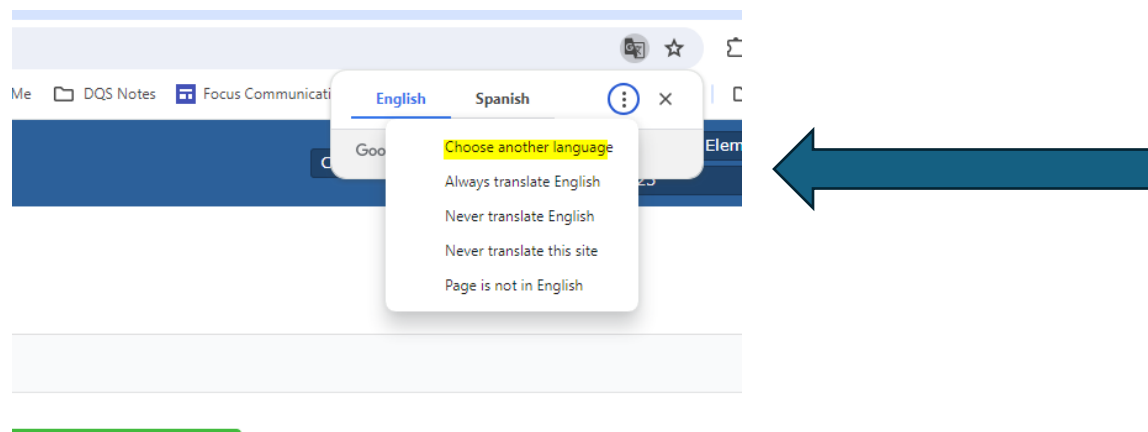 Me DQS Notes Focus Communicati
English Spanish
Goo
Elem
Choose another language
Always translate English
Never translate English
Never translate this site
Page is not in English